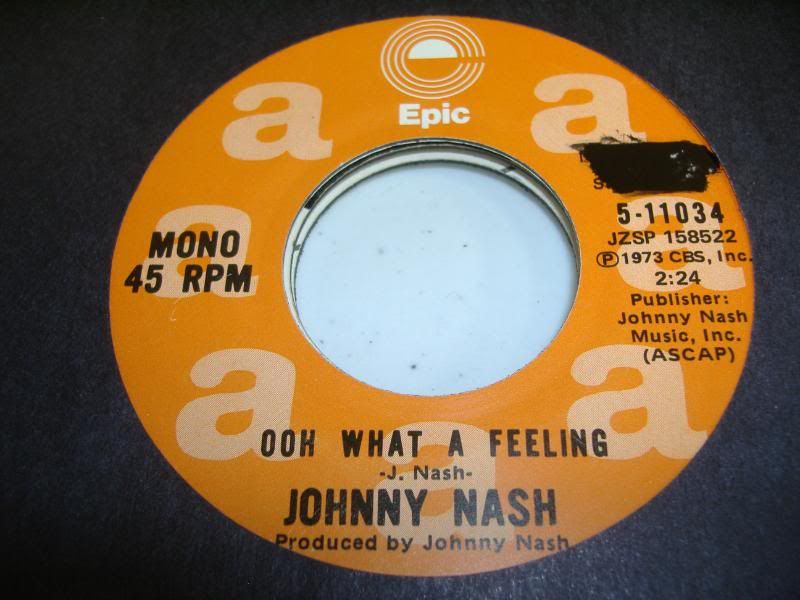 Epic
a a
a a
a a
a
MONO
45 RPM
5-11034
JZSP 158522
Ⓟ 1973 CBS, Inc.
2:24
Publisher:
Johnny Nash
Music, Inc.
(ASCAP)
OOH WHAT A FEELING
-J. Nash-
JOHNNY NASH
Produced by Johnny Nash